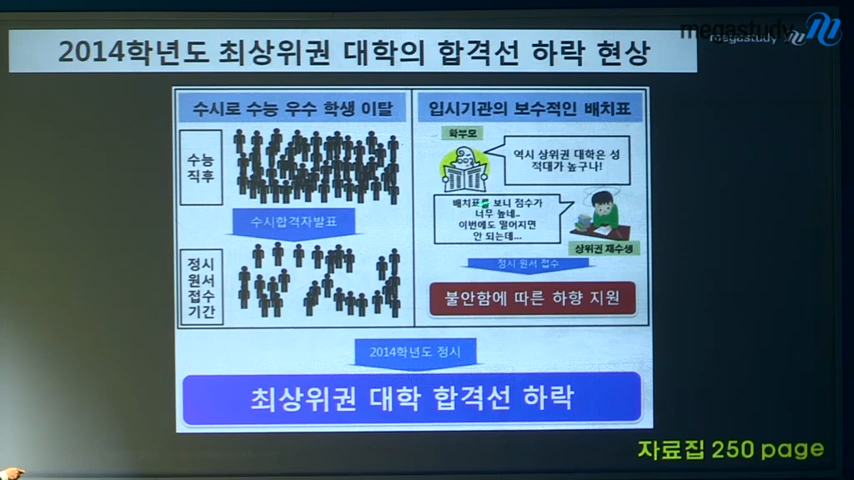 megastudy
megastudy
2014학년도 최상위권 대학의 합격선 하락 현상
수시로 수능 우수 학생 이탈
수능
직후
수시합격자발표
정시
원서
접수
기간
입시기관의 보수적인 배치표
학부모
역시 상위권 대학은 성
적대가 높구나!
배치표를 보니 점수가
너무 높네..
이번에도 떨어지면
안 되는데...
상위권 재수생
정시 원서 접수
불안함에 따른 하향 지원
2014학년도 정시
최상위권 대학 합격선 하락
자료집 250 page